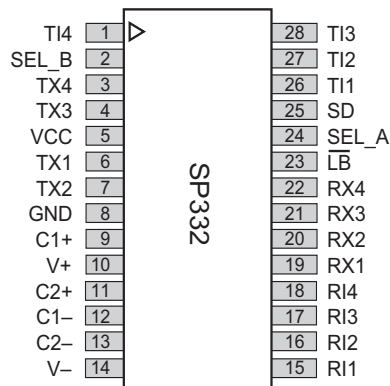 TI4 1 28 TI3
SEL_B 2 27 TI2
TX4 3 26 TI1
TX3 4 25 SD
VCC 5 24 SEL_A
TX1 6 23 L̅B̅
TX2 7 22 RX4
GND 8 21 RX3
C1+ 9 20 RX2
V+ 10 19 RX1
C2+ 11 18 RI4
C1– 12 17 RI3
C2– 13 16 RI2
V– 14 15 RI1
SP332